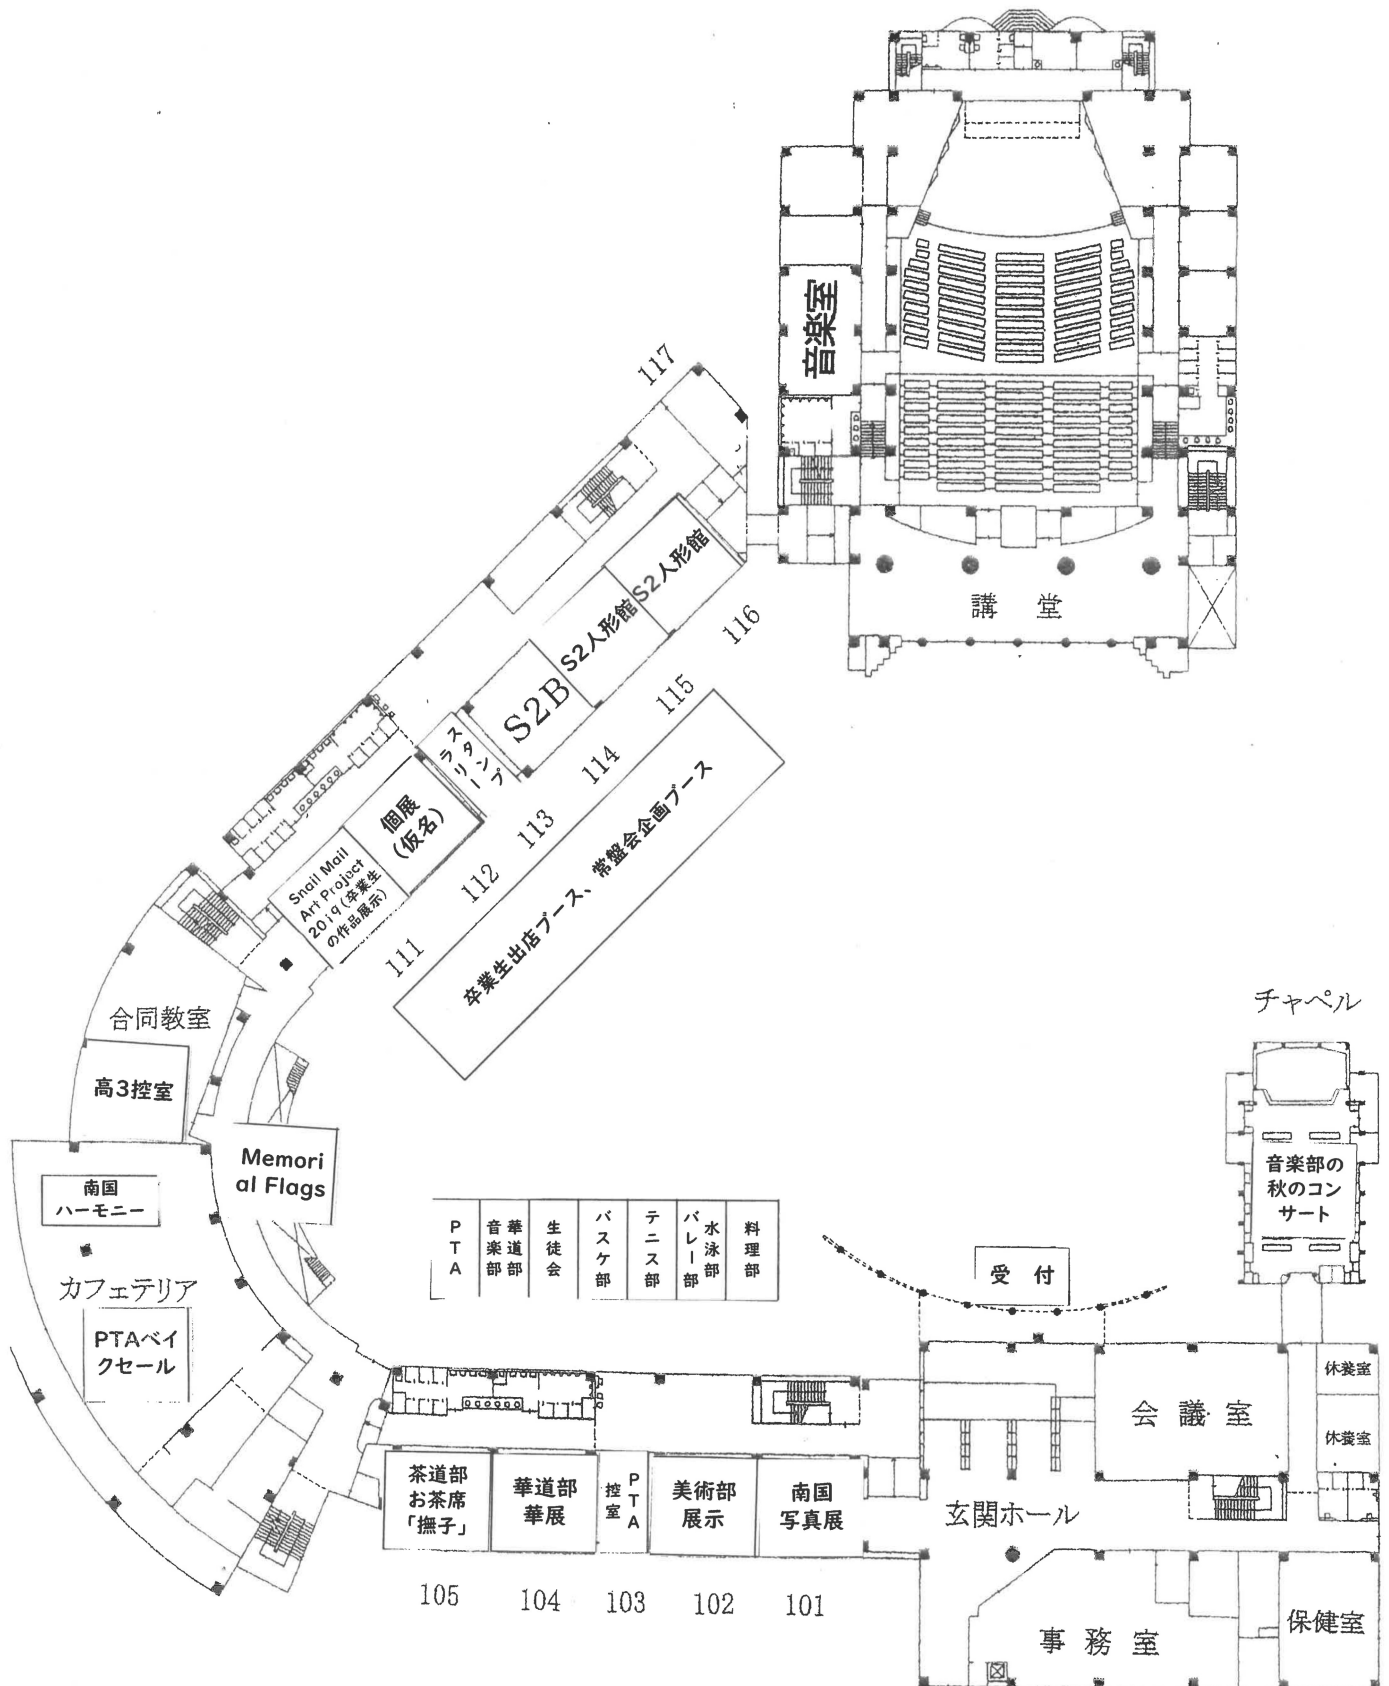 音楽室
講堂
117
S2人形館
116
S2人形館
115
S2B
114
スタンプ
ラリー
113
個展
(仮名)
112
Snail Mail
Art Project
2019(卒業生
の作品展示)
111
卒業生出店ブース、常盤会企画ブース
合同教室
高3控室
Memori
al Flags
南国
ハーモニー
カフェテリア
PTAベイ
クセール
PTA
華道部
音楽部
生徒会
バスケ部
テニス部
水泳部
バレー部
料理部
受付
チャペル
音楽部の
秋のコン
サート
休養室
休養室
会議室
玄関ホール
茶道部
お茶席
「撫子」
華道部
華展
PTA
控室
美術部
展示
南国
写真展
105
104
103
102
101
事務室
保健室